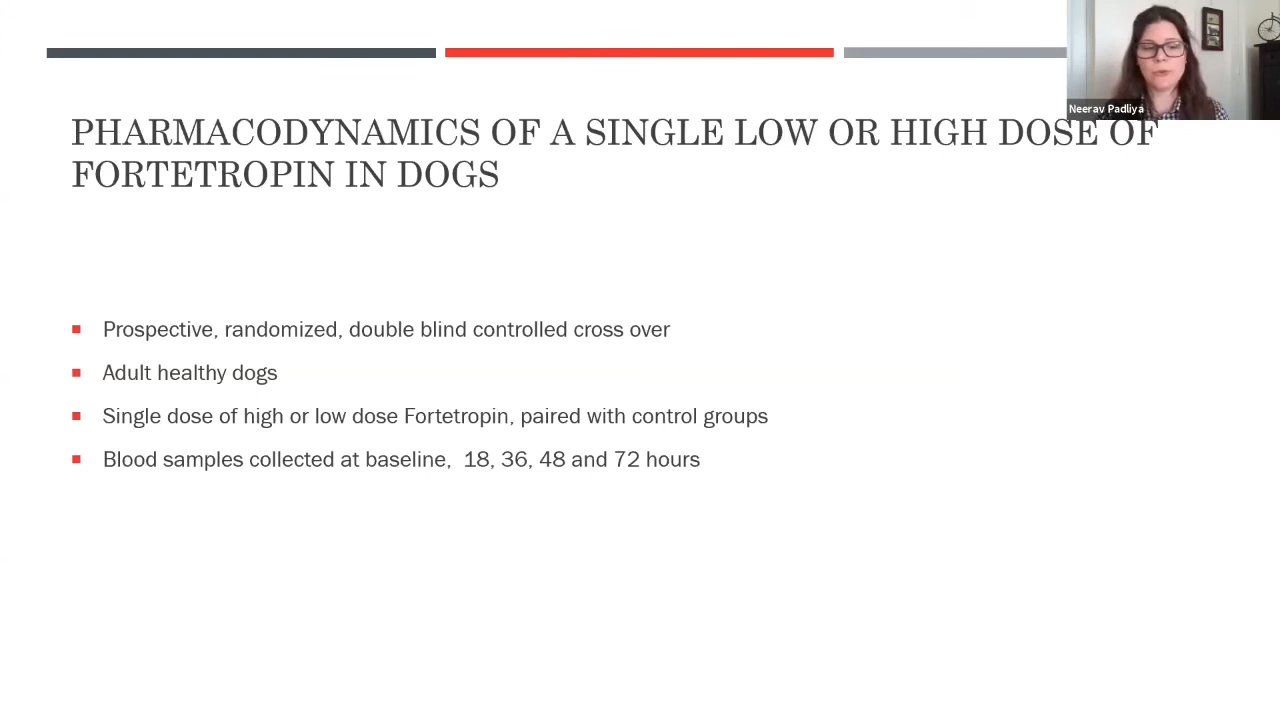 Neerav Padliya
PHARMACODYNAMICS OF A SINGLE LOW OR HIGH DOSE OF
FORTETROPIN IN DOGS
Prospective, randomized, double blind controlled cross over
Adult healthy dogs
Single dose of high or low dose Fortetropin, paired with control groups
Blood samples collected at baseline, 18, 36, 48 and 72 hours